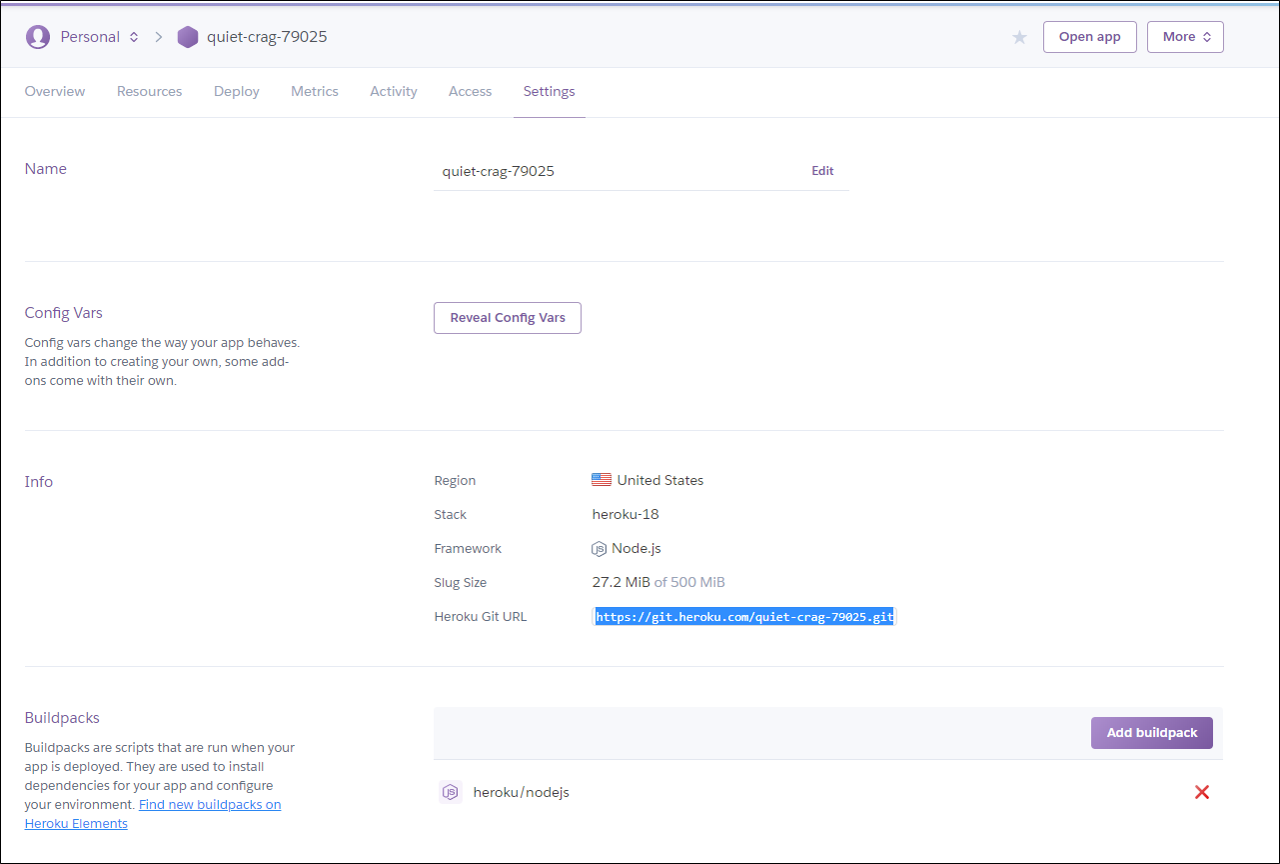 Personal quiet-crag-79025 Open app More
Overview Resources Deploy Metrics Activity Access Settings
Name
quiet-crag-79025 Edit
Config Vars
Config vars change the way your app behaves.
In addition to creating your own, some add-
ons come with their own.
Reveal Config Vars
Info
Region United States
Stack heroku-18
Framework Node.js
Slug Size 27.2 MiB of 500 MiB
Heroku Git URL https://git.heroku.com/quiet-crag-79025.git
Buildpacks
Buildpacks are scripts that are run when your
app is deployed. They are used to install
dependencies for your app and configure
your environment. Find new buildpacks on
Heroku Elements
Add buildpack
JS heroku/nodejs